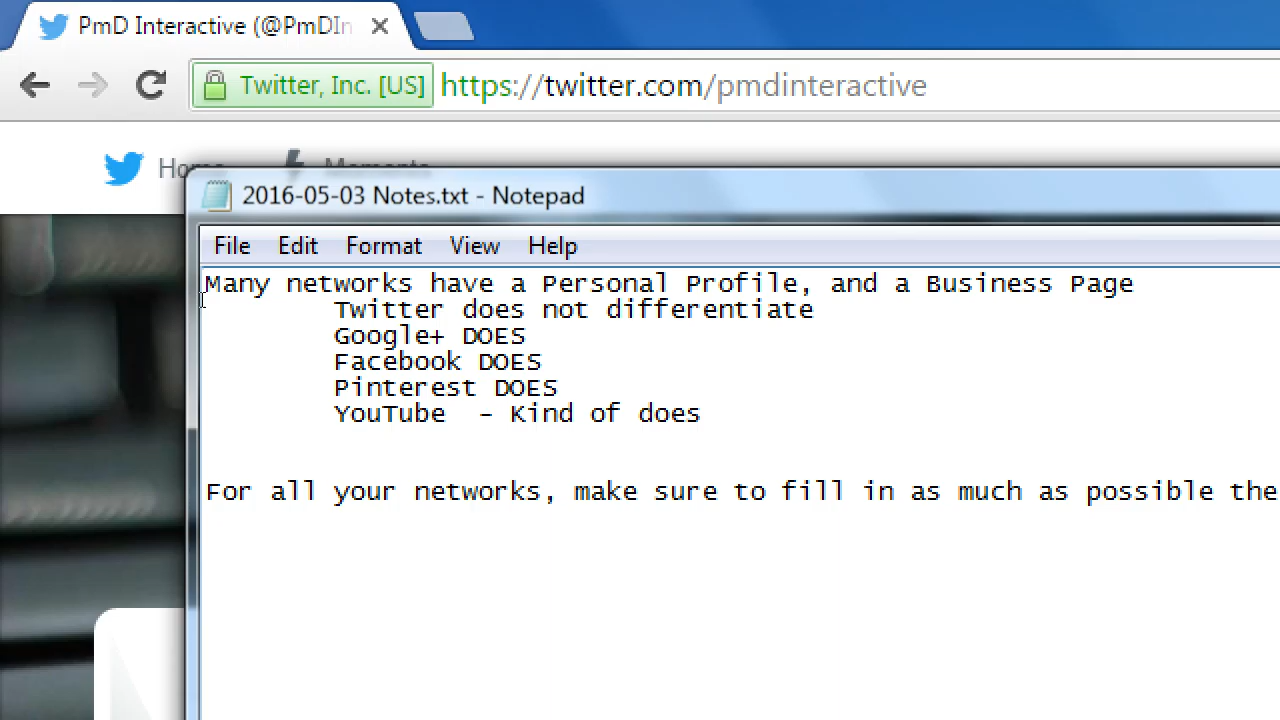 PmD Interactive (@PmDIn
Twitter, Inc. [US] https://twitter.com/pmdinteractive
Home Moments
2016-05-03 Notes.txt - Notepad
File Edit Format View Help
Many networks have a Personal Profile, and a Business Page
Twitter does not differentiate
Google+ DOES
Facebook DOES
Pinterest DOES
YouTube - Kind of does
For all your networks, make sure to fill in as much as possible the